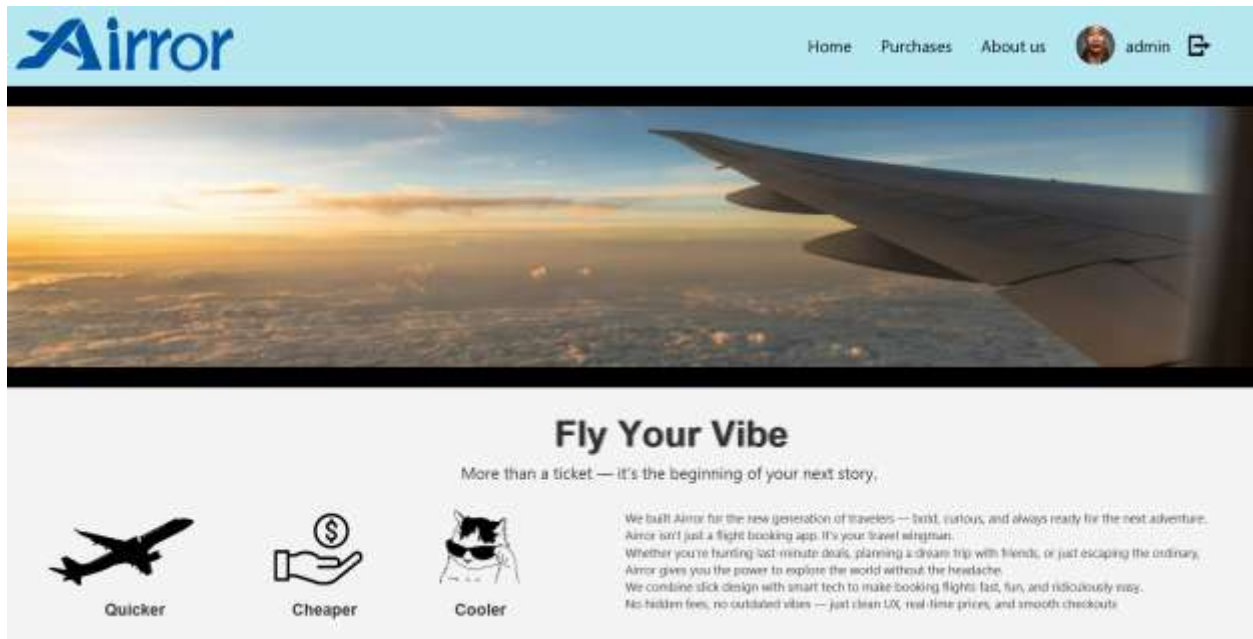 Airror
Home Purchases About us admin
Fly Your Vibe
More than a ticket — it's the beginning of your next story.
We built Airror for the new generation of travelers — bold, curious, and always ready for the next adventure.
Airror isn't just a flight booking app. It's your travel wingman.
Whether you're hunting last-minute deals, planning a dream trip with friends, or just escaping the ordinary,
Airror gives you the power to explore the world without the headache.
We combine slick design with smart tech to make booking flights fast, fun, and ridiculously easy.
No hidden fees, no outdated vibes — just clean UX, real-time prices, and smooth checkouts
Quicker Cheaper Cooler